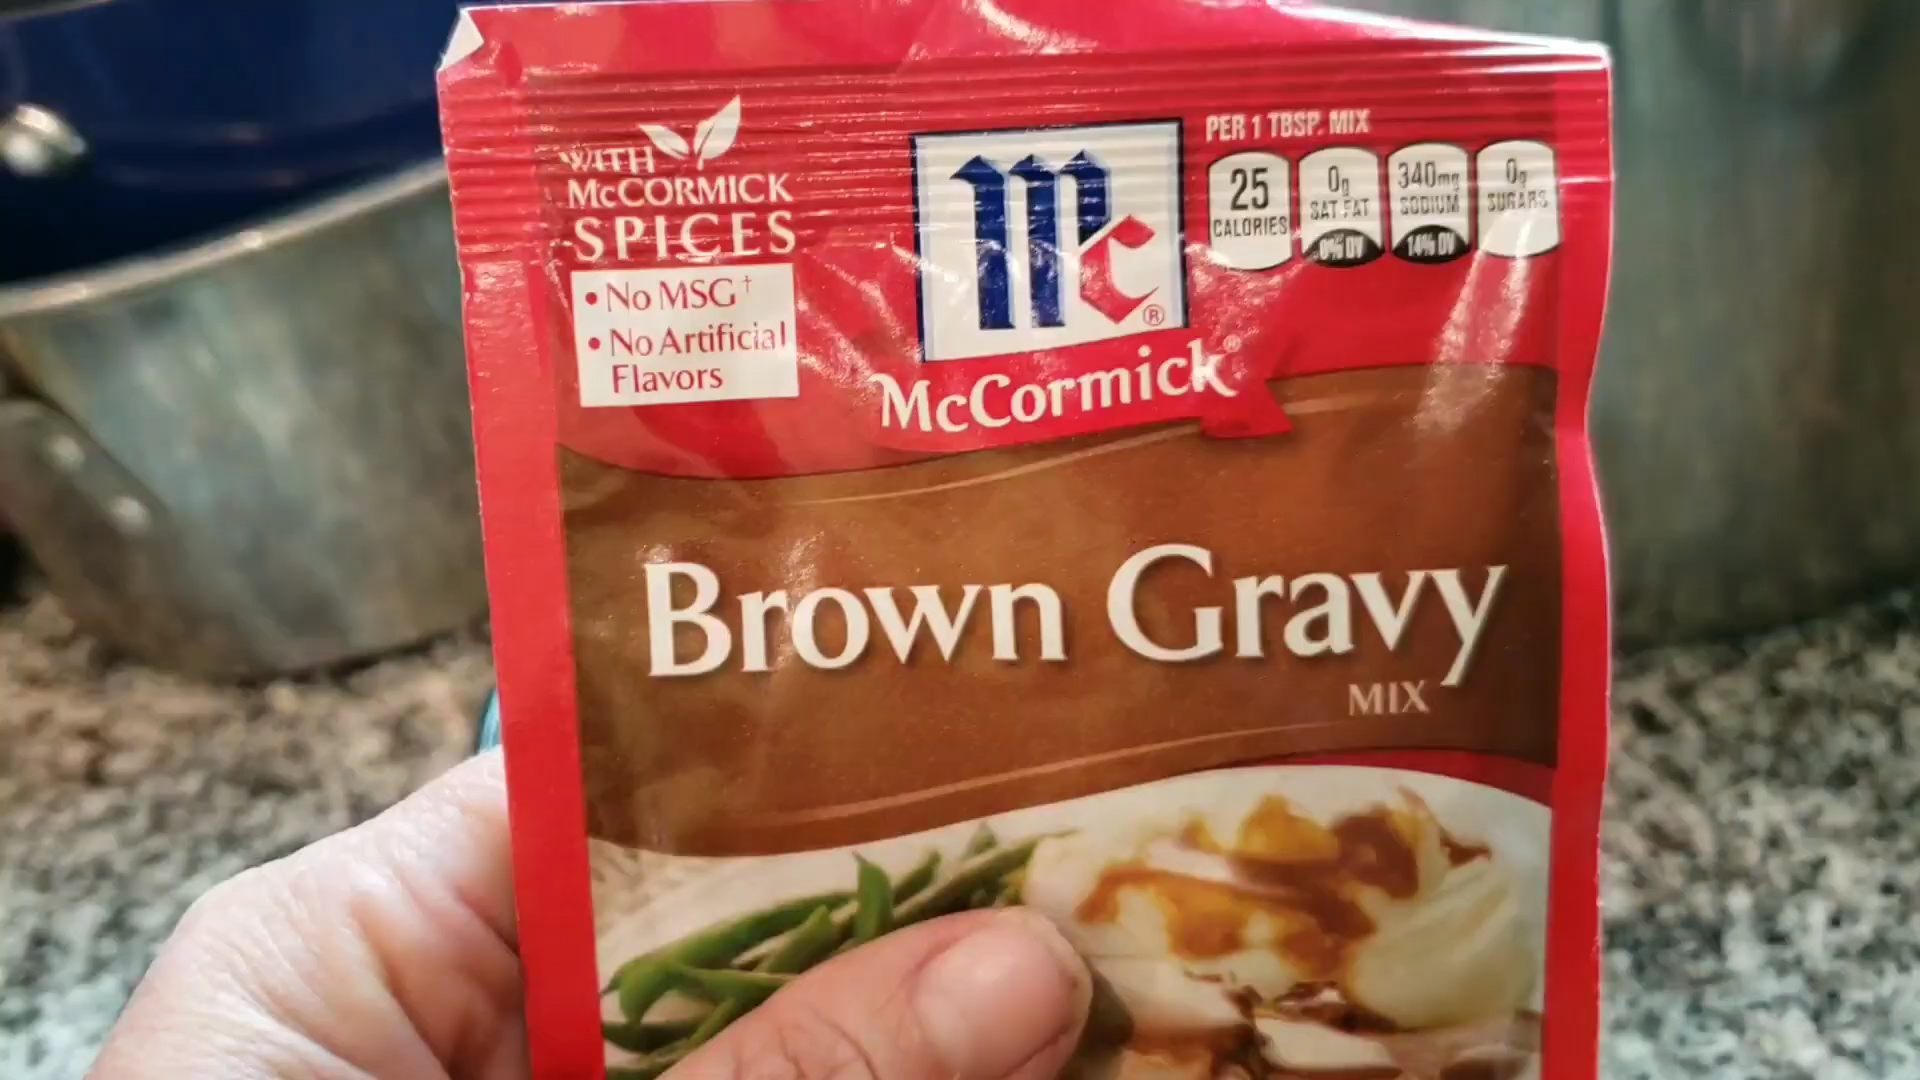 WITH
McCORMICK
SPICES
• No MSG†
• No Artificial
Flavors
Mc®
McCormick®
PER 1 TBSP. MIX
25
CALORIES
0g
SAT FAT
0% DV
340mg
SODIUM
14% DV
0g
SUGARS
Brown Gravy
MIX